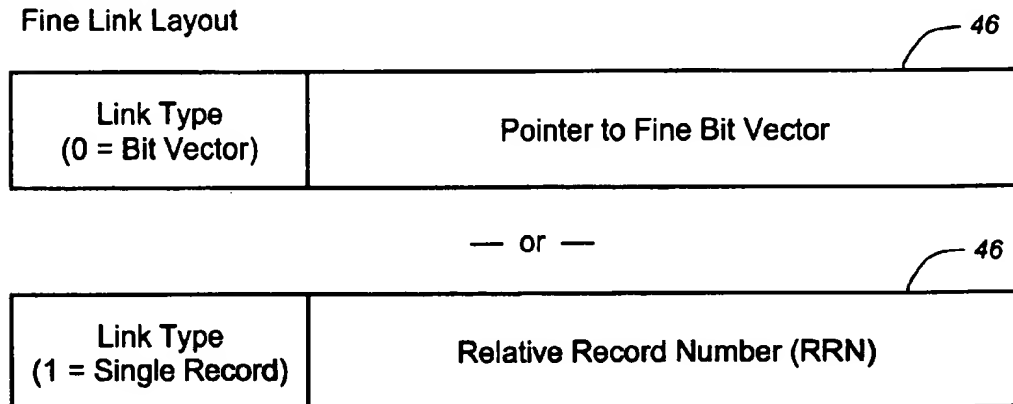 Fine Link Layout
46
Link Type
(0 = Bit Vector)
Pointer to Fine Bit Vector
— or —
46
Link Type
(1 = Single Record)
Relative Record Number (RRN)